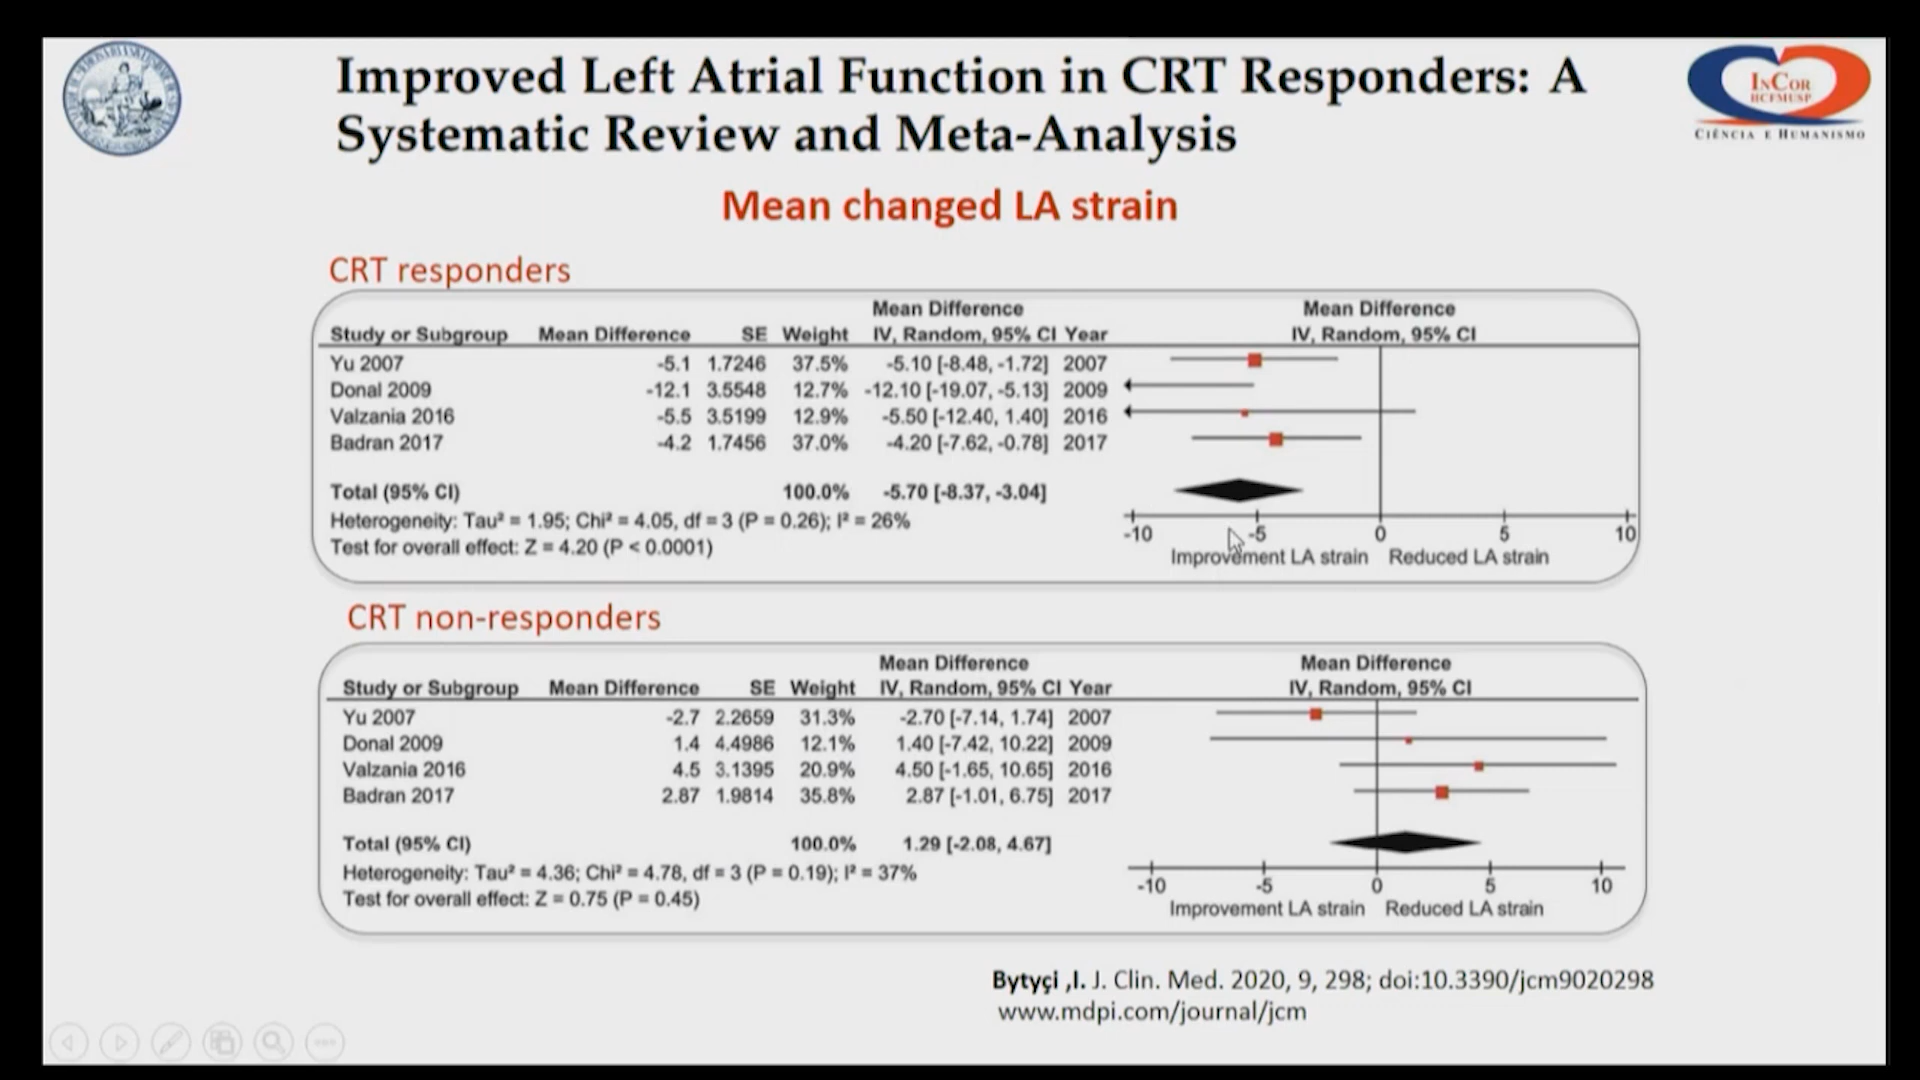 Improved Left Atrial Function in CRT Responders: A
Systematic Review and Meta-Analysis
INCOR
HCFMUSP
CIÊNCIA E HUMANISMO
Mean changed LA strain
CRT responders
Mean Difference Mean Difference
Study or Subgroup Mean Difference SE Weight IV, Random, 95% CI Year IV, Random, 95% CI
Yu 2007 -5.1 1.7246 37.5% -5.10 [-8.48, -1.72] 2007
Donal 2009 -12.1 3.5548 12.7% -12.10 [-19.07, -5.13] 2009
Valzania 2016 -5.5 3.5199 12.9% -5.50 [-12.40, 1.40] 2016
Badran 2017 -4.2 1.7456 37.0% -4.20 [-7.62, -0.78] 2017
Total (95% CI) 100.0% -5.70 [-8.37, -3.04]
Heterogeneity: Tau² = 1.95; Chi² = 4.05, df = 3 (P = 0.26); I² = 26%
Test for overall effect: Z = 4.20 (P < 0.0001)
-10 -5 0 5 10
Improvement LA strain Reduced LA strain
CRT non-responders
Mean Difference Mean Difference
Study or Subgroup Mean Difference SE Weight IV, Random, 95% CI Year IV, Random, 95% CI
Yu 2007 -2.7 2.2659 31.3% -2.70 [-7.14, 1.74] 2007
Donal 2009 1.4 4.4986 12.1% 1.40 [-7.42, 10.22] 2009
Valzania 2016 4.5 3.1395 20.9% 4.50 [-1.65, 10.65] 2016
Badran 2017 2.87 1.9814 35.8% 2.87 [-1.01, 6.75] 2017
Total (95% CI) 100.0% 1.29 [-2.08, 4.67]
Heterogeneity: Tau² = 4.36; Chi² = 4.78, df = 3 (P = 0.19); I² = 37%
Test for overall effect: Z = 0.75 (P = 0.45)
-10 -5 0 5 10
Improvement LA strain Reduced LA strain
Bytyçi ,I. J. Clin. Med. 2020, 9, 298; doi:10.3390/jcm9020298
www.mdpi.com/journal/jcm